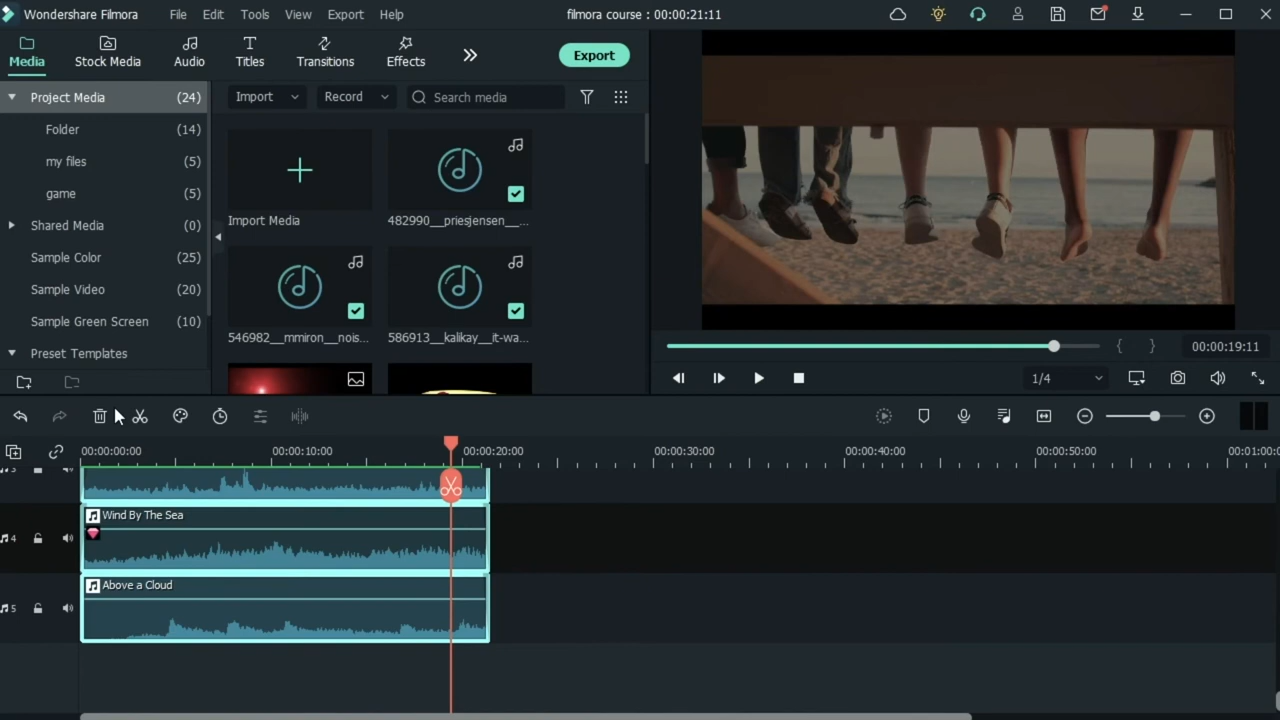 Wondershare Filmora
File Edit Tools View Export Help
filmora course : 00:00:21:11
Media
Stock Media
Audio
Titles
Transitions
Effects
Export
Project Media (24)
Folder (14)
my files (5)
game (5)
Shared Media (0)
Sample Color (25)
Sample Video (20)
Sample Green Screen (10)
Preset Templates
Import
Record
Search media
Import Media
482990__priesjensen__...
546982__mmiron__nois...
586913__kalikay__it-wa...
{ }
00:00:19:11
1/4
00:00:00:00
00:00:10:00
00:00:20:00
00:00:30:00
00:00:40:00
00:00:50:00
Wind By The Sea
4
Above a Cloud
5